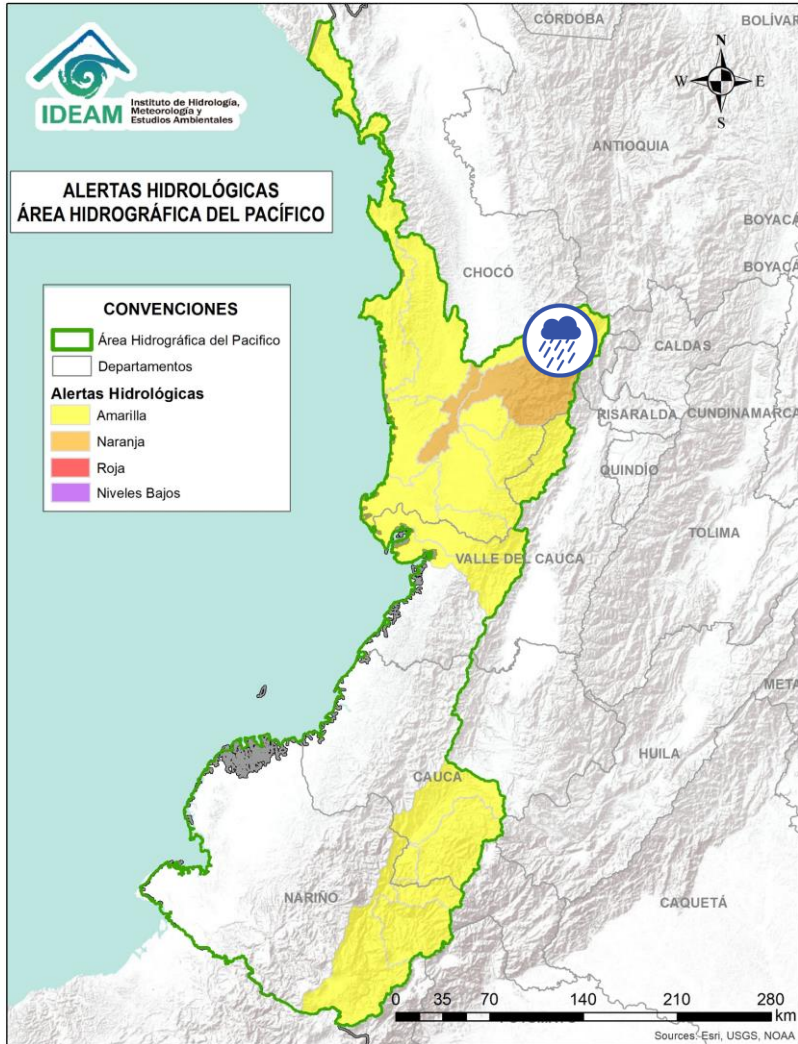 CÓRDOBA
BOLÍVAR
N
W
E
S
IDEAM
Instituto de Hidrología,
Meteorología y
Estudios Ambientales
ANTIOQUIA
ALERTAS HIDROLÓGICAS
ÁREA HIDROGRÁFICA DEL PACÍFICO
BOYACÁ
BOYACÁ
CHOCÓ
CONVENCIONES
Área Hidrográfica del Pacifico
Departamentos
Alertas Hidrológicas
Amarilla
Naranja
Roja
Niveles Bajos
CALDAS
RISARALDA
CUNDINAMARCA
QUINDÍO
TOLIMA
VALLE DEL CAUCA
META
HUILA
CAUCA
NARIÑO
CAQUETÁ
0 35 70 140 210 280
km
Sources: Esri, USGS, NOAA